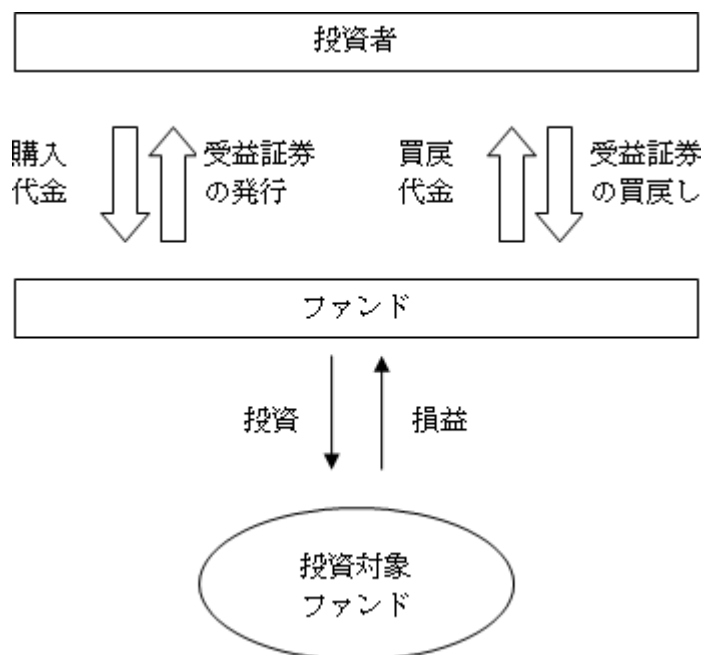 投資者
購入
代金
受益証券
の発行
買戻
代金
受益証券
の買戻し
ファンド
投資
損益
投資対象
ファンド